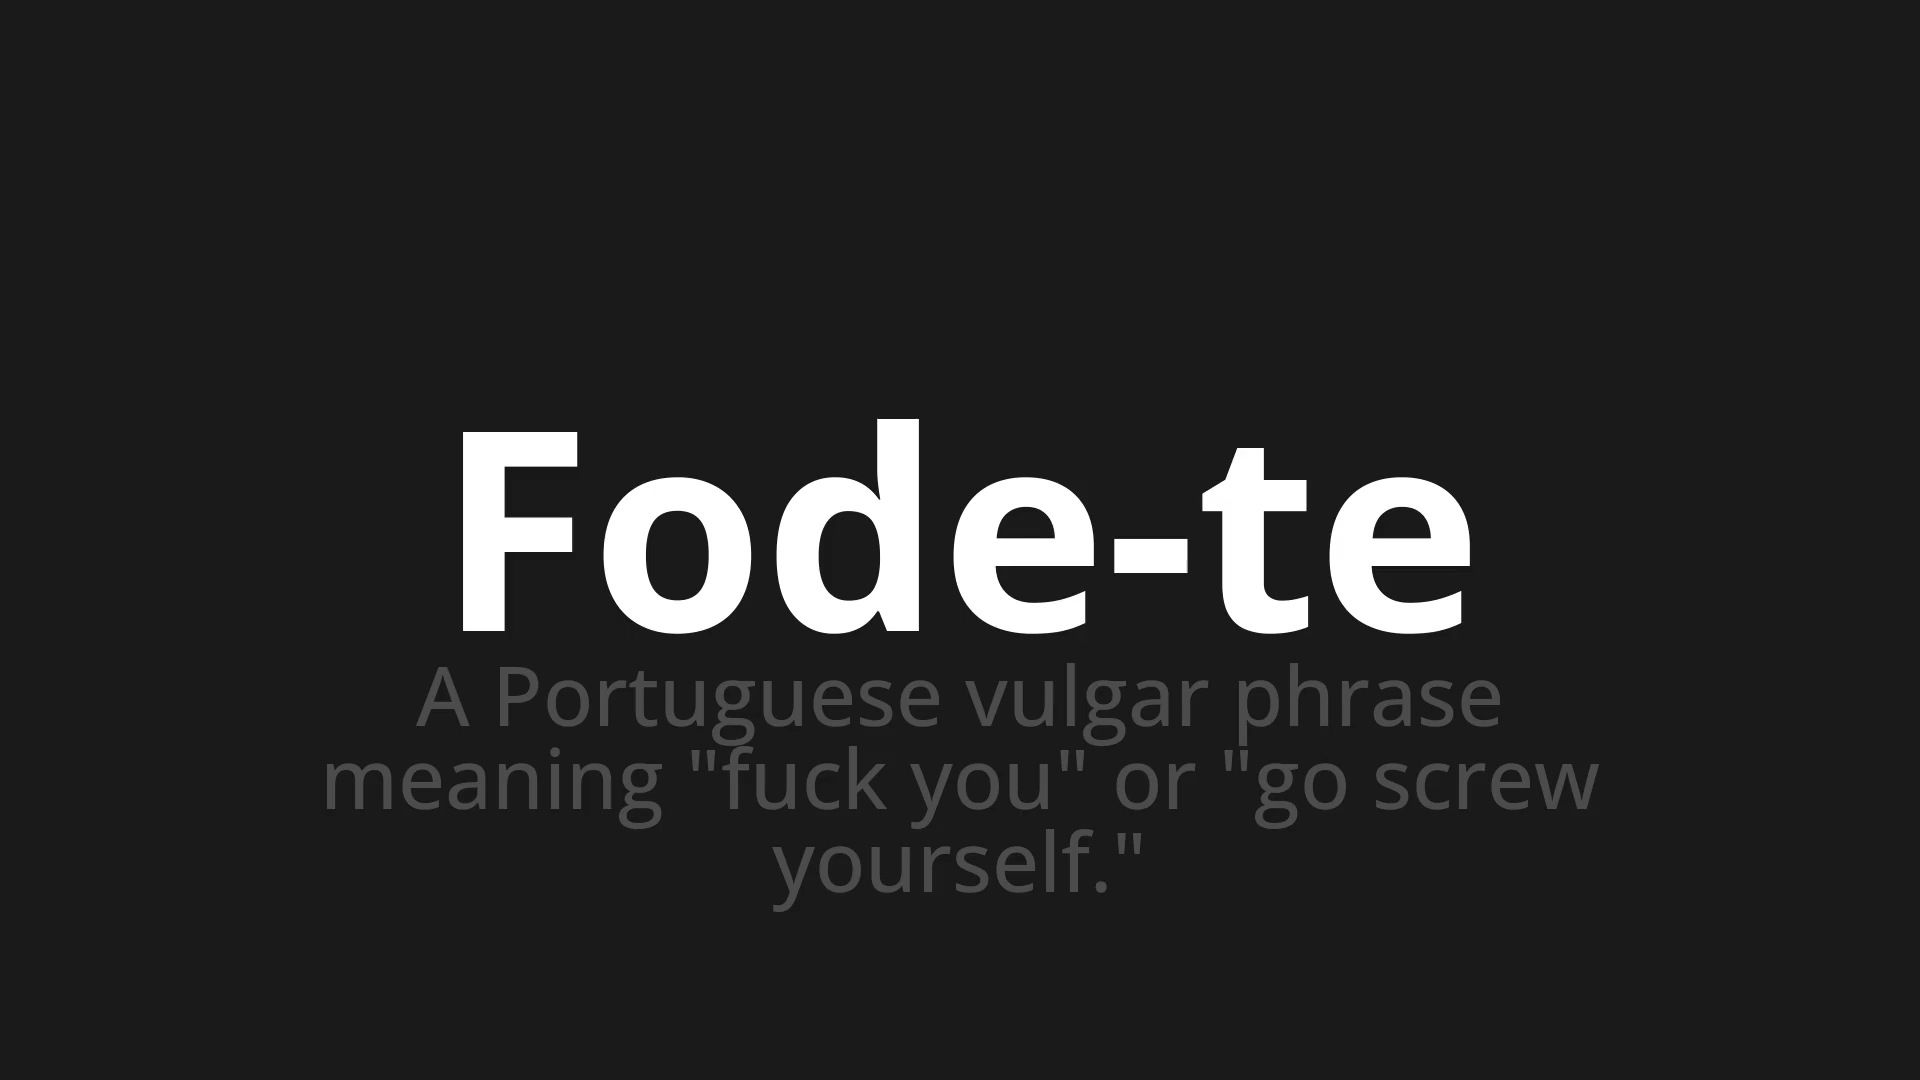 Fode-te
A Portuguese vulgar phrase
meaning "fuck you" or "go screw
yourself."